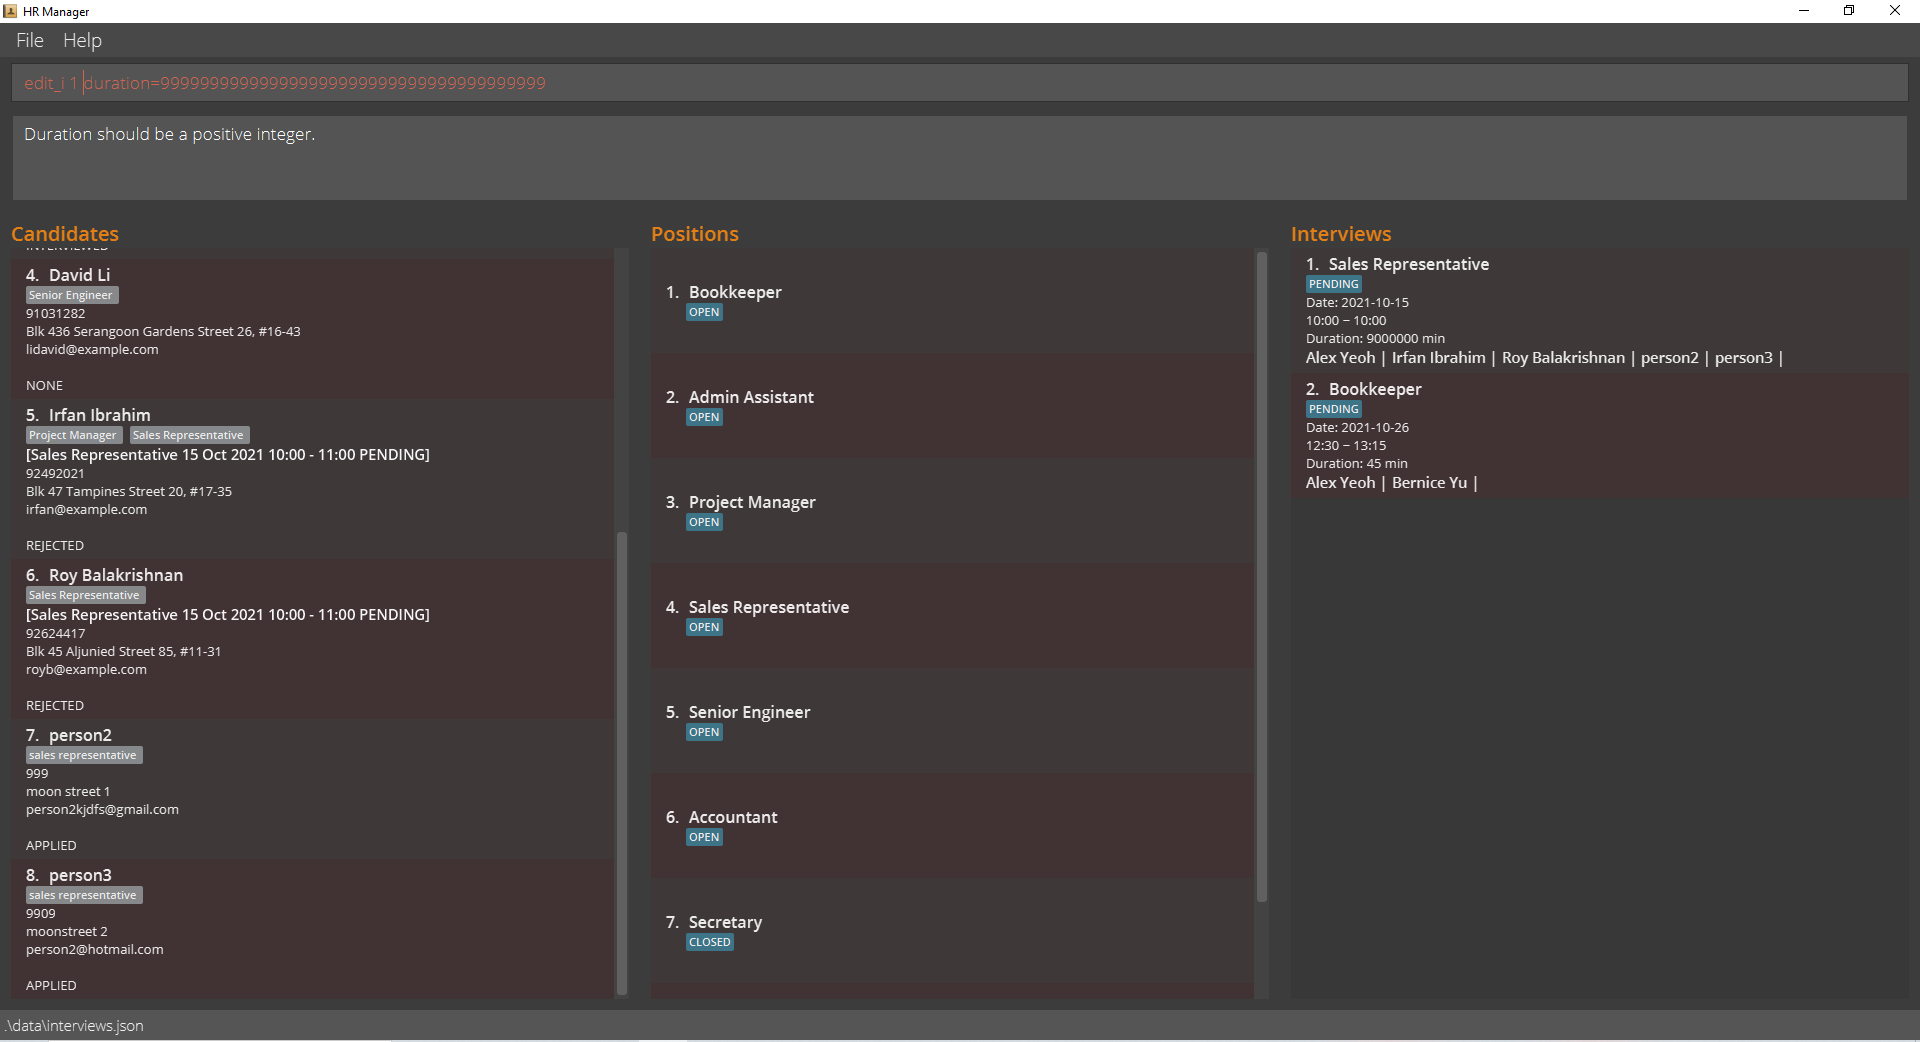 HR Manager
File Help
edit_i 1 duration=999999999999999999999999999999999999999
Duration should be a positive integer.
Candidates
INTERVIEWED
4. David Li
Senior Engineer
91031282
Blk 436 Serangoon Gardens Street 26, #16-43
lidavid@example.com
NONE
5. Irfan Ibrahim
Project Manager Sales Representative
[Sales Representative 15 Oct 2021 10:00 - 11:00 PENDING]
92492021
Blk 47 Tampines Street 20, #17-35
irfan@example.com
REJECTED
6. Roy Balakrishnan
Sales Representative
[Sales Representative 15 Oct 2021 10:00 - 11:00 PENDING]
92624417
Blk 45 Aljunied Street 85, #11-31
royb@example.com
REJECTED
7. person2
sales representative
999
moon street 1
person2kjdfs@gmail.com
APPLIED
8. person3
sales representative
9909
moonstreet 2
person2@hotmail.com
APPLIED
Positions
1. Bookkeeper
OPEN
2. Admin Assistant
OPEN
3. Project Manager
OPEN
4. Sales Representative
OPEN
5. Senior Engineer
OPEN
6. Accountant
OPEN
7. Secretary
CLOSED
Interviews
1. Sales Representative
PENDING
Date: 2021-10-15
10:00 − 10:00
Duration: 9000000 min
Alex Yeoh | Irfan Ibrahim | Roy Balakrishnan | person2 | person3 |
2. Bookkeeper
PENDING
Date: 2021-10-26
12:30 − 13:15
Duration: 45 min
Alex Yeoh | Bernice Yu |
.\data\interviews.json